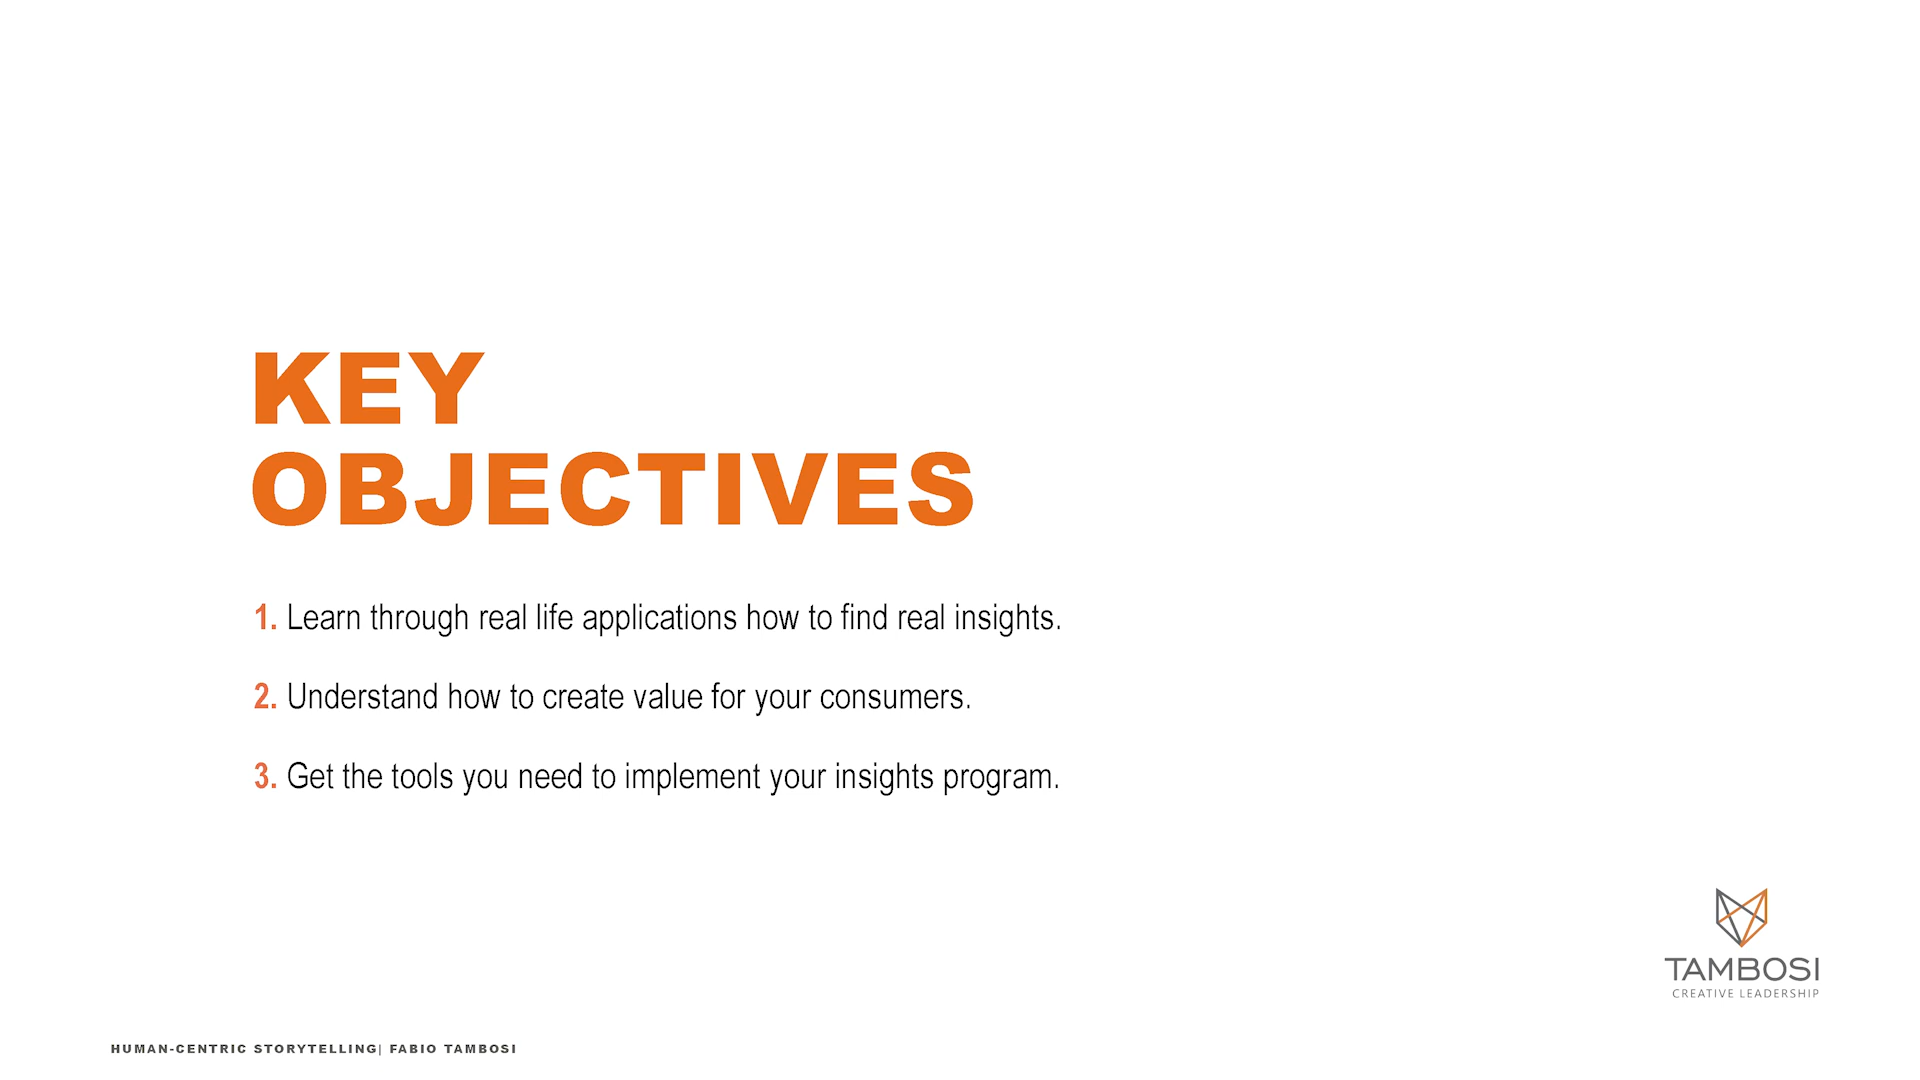 KEY
OBJECTIVES
1. Learn through real life applications how to find real insights.
2. Understand how to create value for your consumers.
3. Get the tools you need to implement your insights program.
TAMBOSI
CREATIVE LEADERSHIP
HUMAN-CENTRIC STORYTELLING| FABIO TAMBOSI